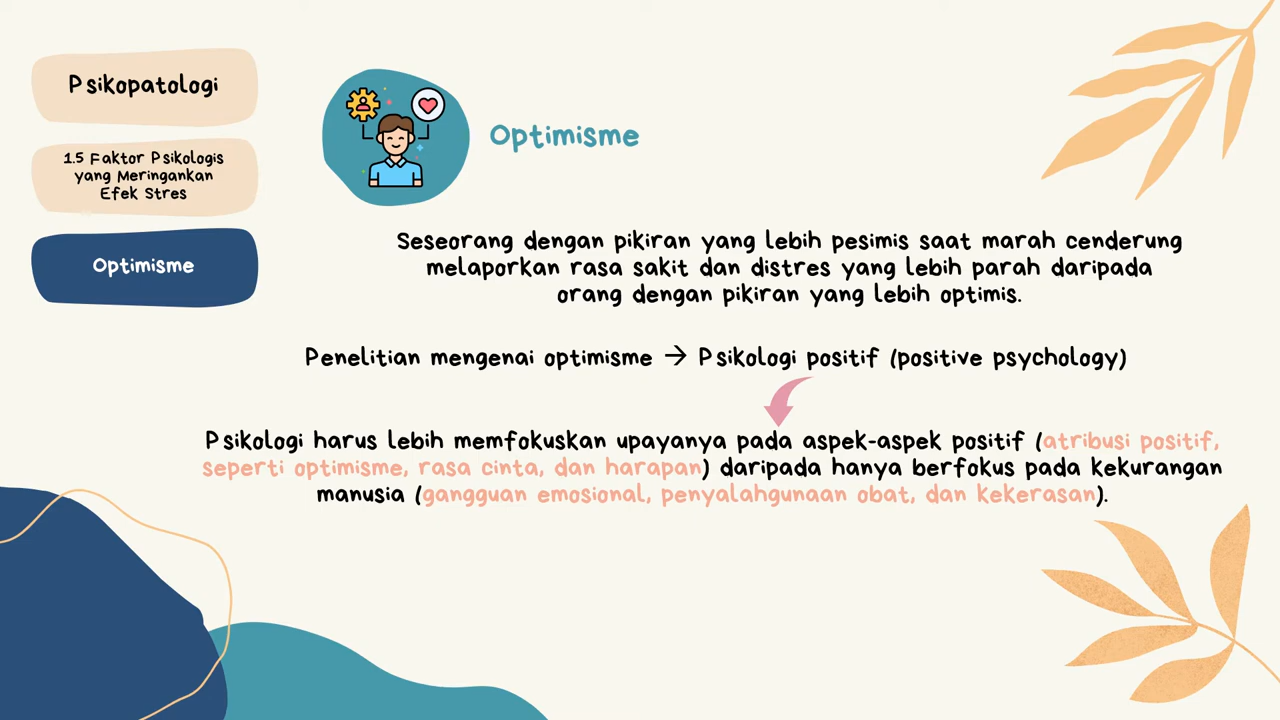 Psikopatologi
1.5 Faktor Psikologis
yang Meringankan
Efek Stres
Optimisme
Optimisme
Seseorang dengan pikiran yang lebih pesimis saat marah cenderung
melaporkan rasa sakit dan distres yang lebih parah daripada
orang dengan pikiran yang lebih optimis.
Penelitian mengenai optimisme → Psikologi positif (positive psychology)
Psikologi harus lebih memfokuskan upayanya pada aspek-aspek positif (atribusi positif,
seperti optimisme, rasa cinta, dan harapan) daripada hanya berfokus pada kekurangan
manusia (gangguan emosional, penyalahgunaan obat, dan kekerasan).